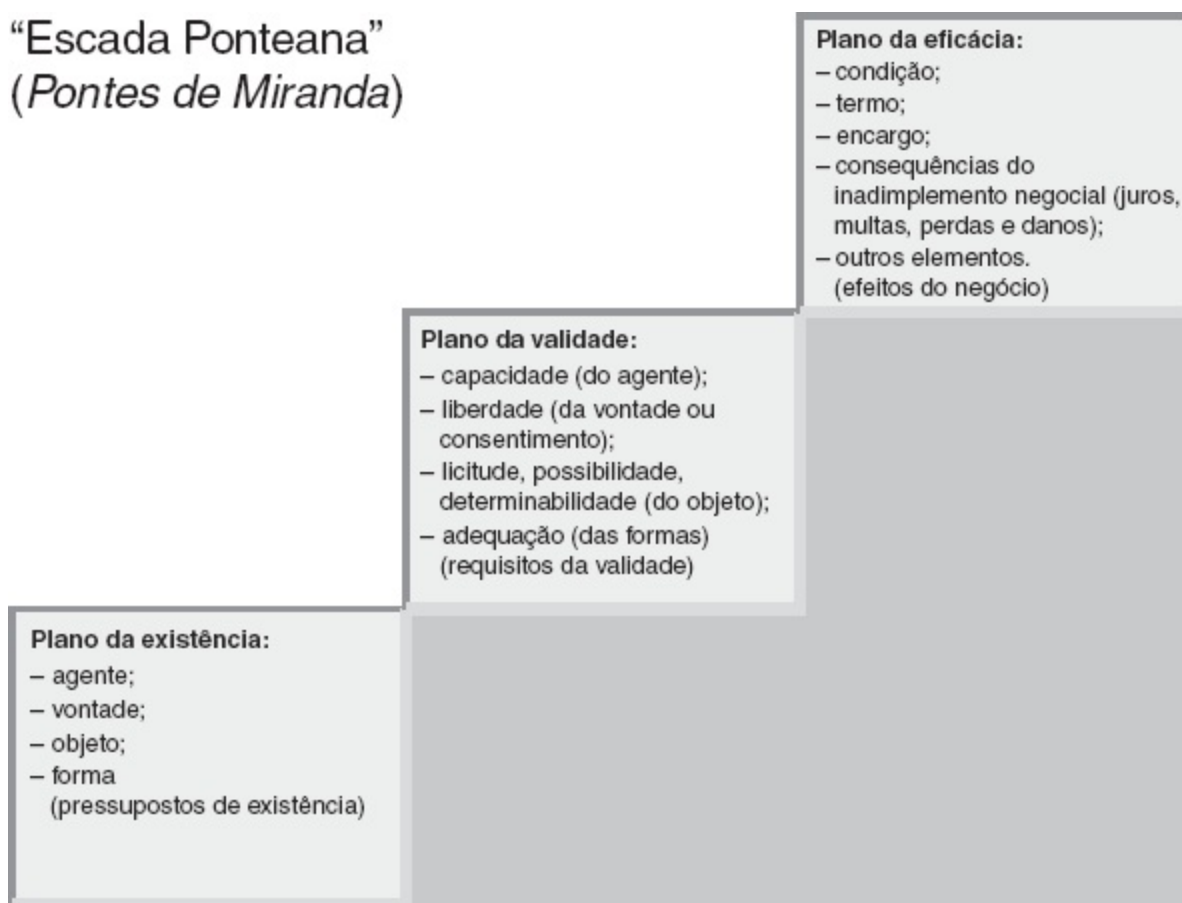 “Escada Ponteana”
(Pontes de Miranda)
Plano da eficácia:
– condição;
– termo;
– encargo;
– consequências do
inadimplemento negocial (juros,
multas, perdas e danos);
– outros elementos.
(efeitos do negócio)
Plano da validade:
– capacidade (do agente);
– liberdade (da vontade ou
consentimento);
– licitude, possibilidade,
determinabilidade (do objeto);
– adequação (das formas)
(requisitos da validade)
Plano da existência:
– agente;
– vontade;
– objeto;
– forma
(pressupostos de existência)